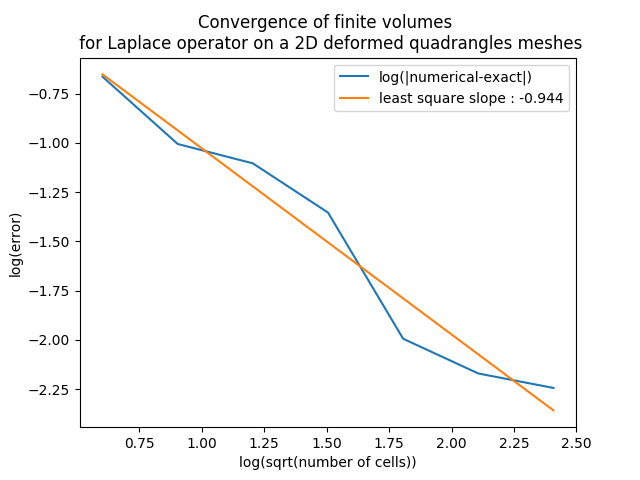 Convergence of finite volumes
for Laplace operator on a 2D deformed quadrangles meshes
log(|numerical-exact|)
least square slope : -0.944
log(error)
−0.75
−1.00
−1.25
−1.50
−1.75
−2.00
−2.25
0.75
1.00
1.25
1.50
1.75
2.00
2.25
2.50
log(sqrt(number of cells))